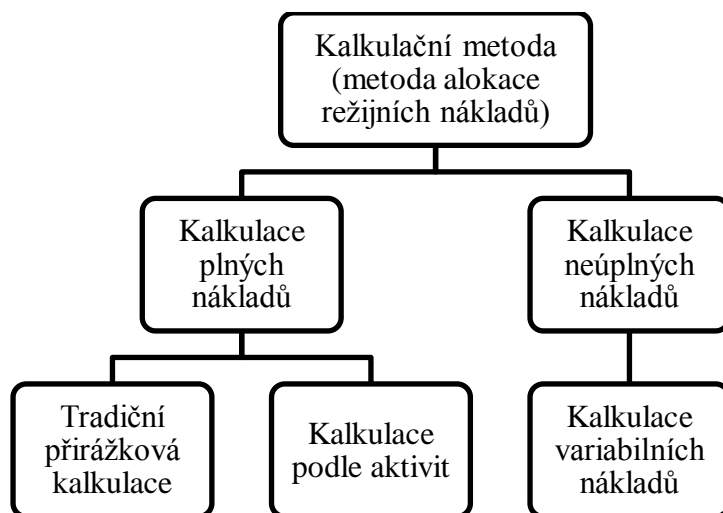 Kalkulační metoda
(metoda alokace
režijních nákladů)
Kalkulace
plných
nákladů
Kalkulace
neúplných
nákladů
Tradiční
přirážková
kalkulace
Kalkulace
podle aktivit
Kalkulace
variabilních
nákladů